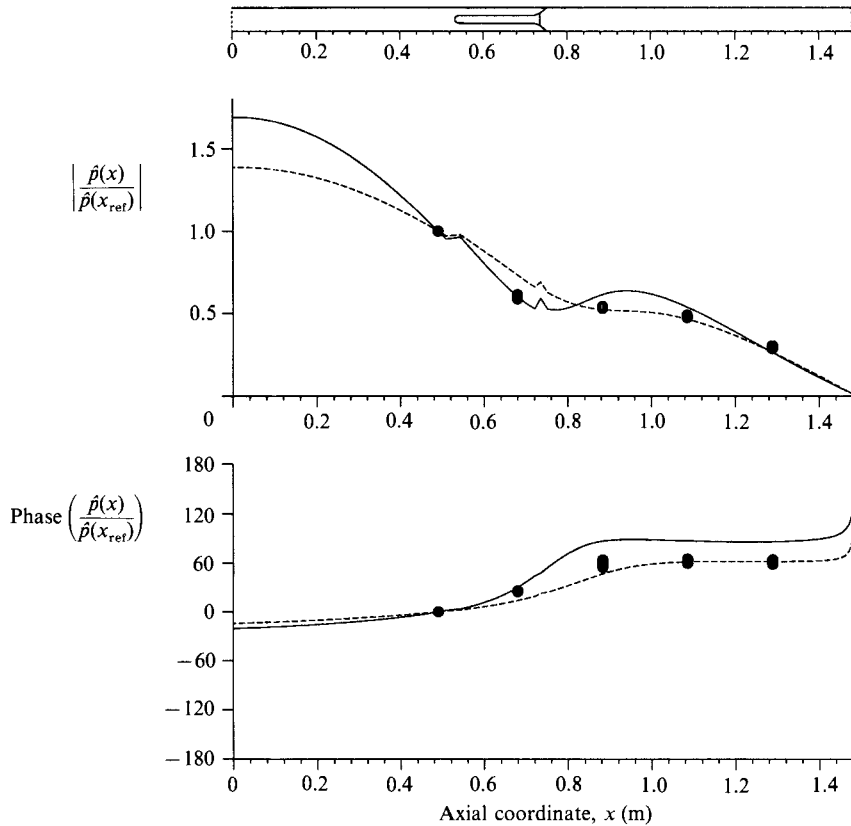 0 0.2 0.4 0.6 0.8 1.0 1.2 1.4
1.5
1.0
0.5
0
|p̂(x) / p̂(x_ref)|
0.2 0.4 0.6 0.8 1.0 1.2 1.4
180
120
60
0
−60
−120
−180
Phase (p̂(x) / p̂(x_ref))
0 0.2 0.4 0.6 0.8 1.0 1.2 1.4
Axial coordinate, x (m)